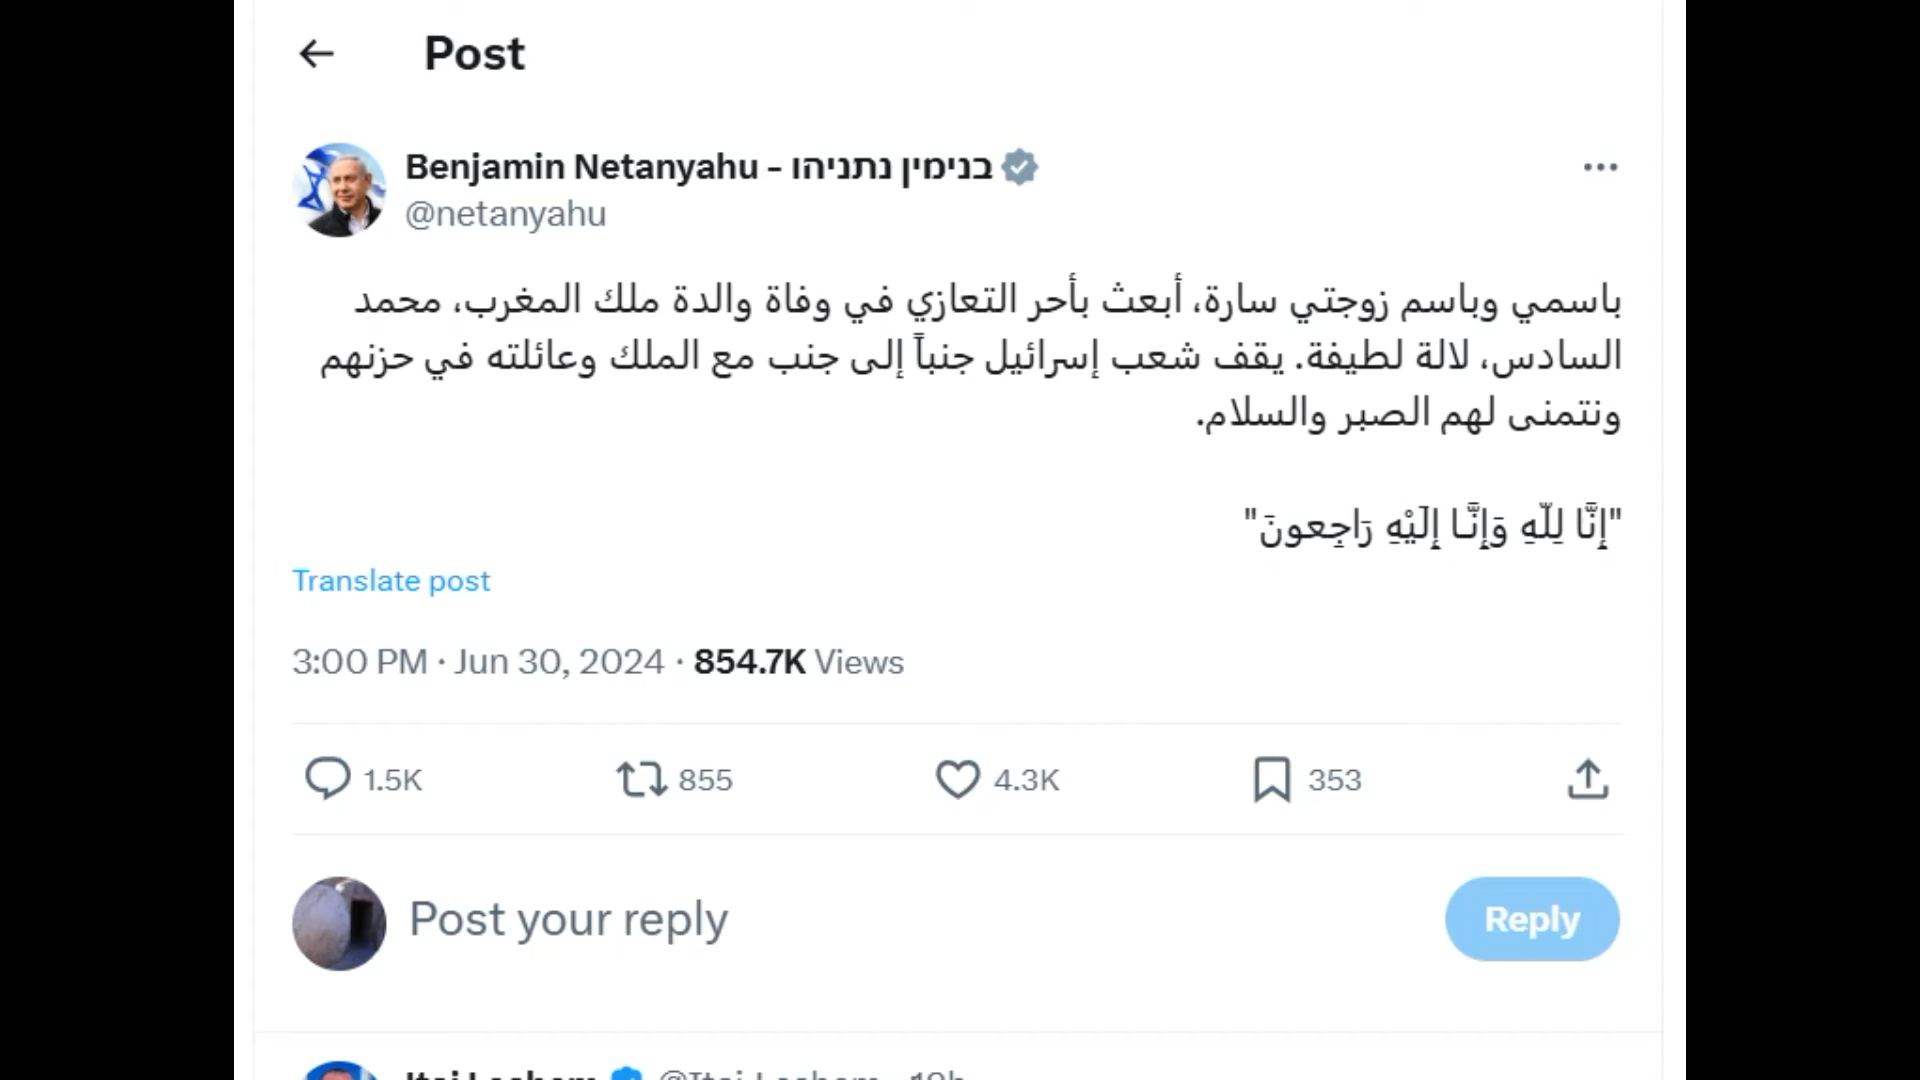 Post
Benjamin Netanyahu – בנימין נתניהו
@netanyahu
باسمي وباسم زوجتي سارة، أبعث بأحر التعازي في وفاة والدة ملك المغرب، محمد
السادس، لالة لطيفة. يقف شعب إسرائيل جنباً إلى جنب مع الملك وعائلته في حزنهم
ونتمنى لهم الصبر والسلام.
"إِنَّا لِلّهِ وَإِنَّـا إِلَيْهِ رَاجِعونَ"
Translate post
3:00 PM · Jun 30, 2024 · 854.7K Views
1.5K 855 4.3K 353
Post your reply
Reply